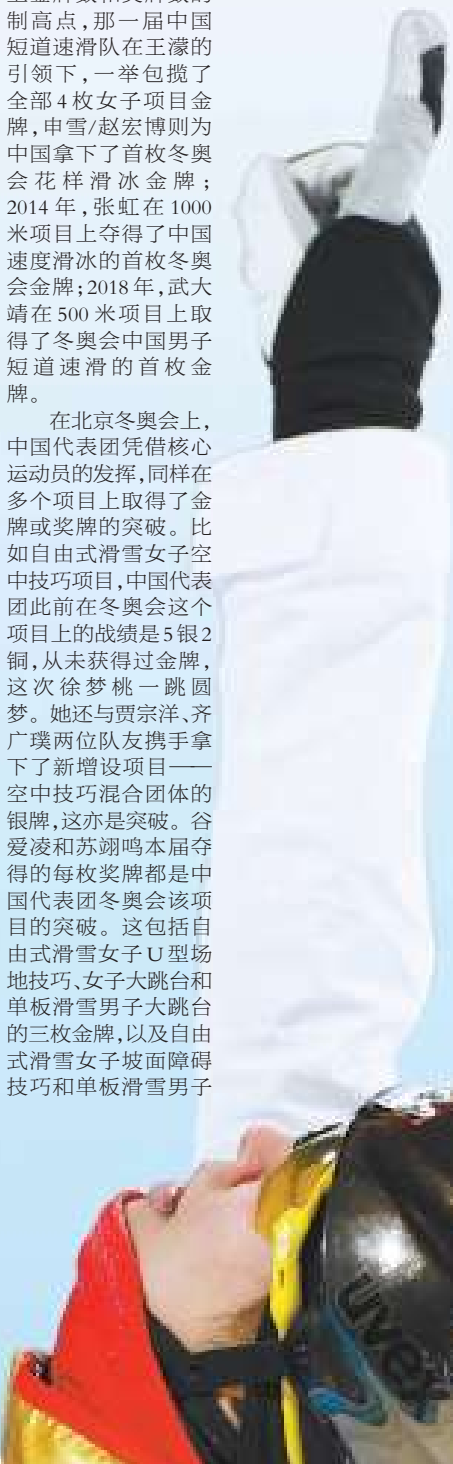 制高点，那一届中国
短道速滑队在王濛的
引领下，一举包揽了
全部4枚女子项目金
牌，申雪/赵宏博则为
中国拿下了首枚冬奥
会花样滑冰金牌；
2014年，张虹在1000
米项目上夺得了中国
速度滑冰的首枚冬奥
会金牌；2018年，武大
靖在500米项目上取
得了冬奥会中国男子
短道速滑的首枚金
牌。
在北京冬奥会上，
中国代表团凭借核心
运动员的发挥，同样在
多个项目上取得了金
牌或奖牌的突破。比
如自由式滑雪女子空
中技巧项目，中国代表
团此前在冬奥会这个
项目上的战绩是5银2
铜，从未获得过金牌，
这次徐梦桃一跳圆
梦。她还与贾宗洋、齐
广璞两位队友携手拿
下了新增设项目——
空中技巧混合团体的
银牌，这亦是突破。谷
爱凌和苏翊鸣本届夺
得的每枚奖牌都是中
国代表团冬奥会该项
目的突破。这包括自
由式滑雪女子U型场
地技巧、女子大跳台和
单板滑雪男子大跳台
的三枚金牌，以及自由
式滑雪女子坡面障碍
技巧和单板滑雪男子
uvex